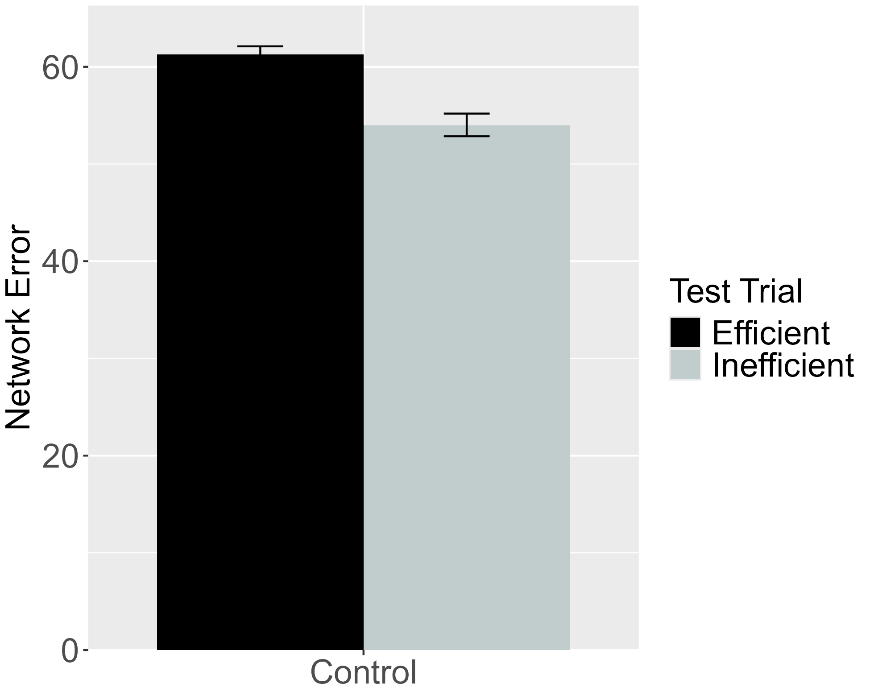 Network Error
60
40
20
0
Control
Test Trial
Efficient
Inefficient